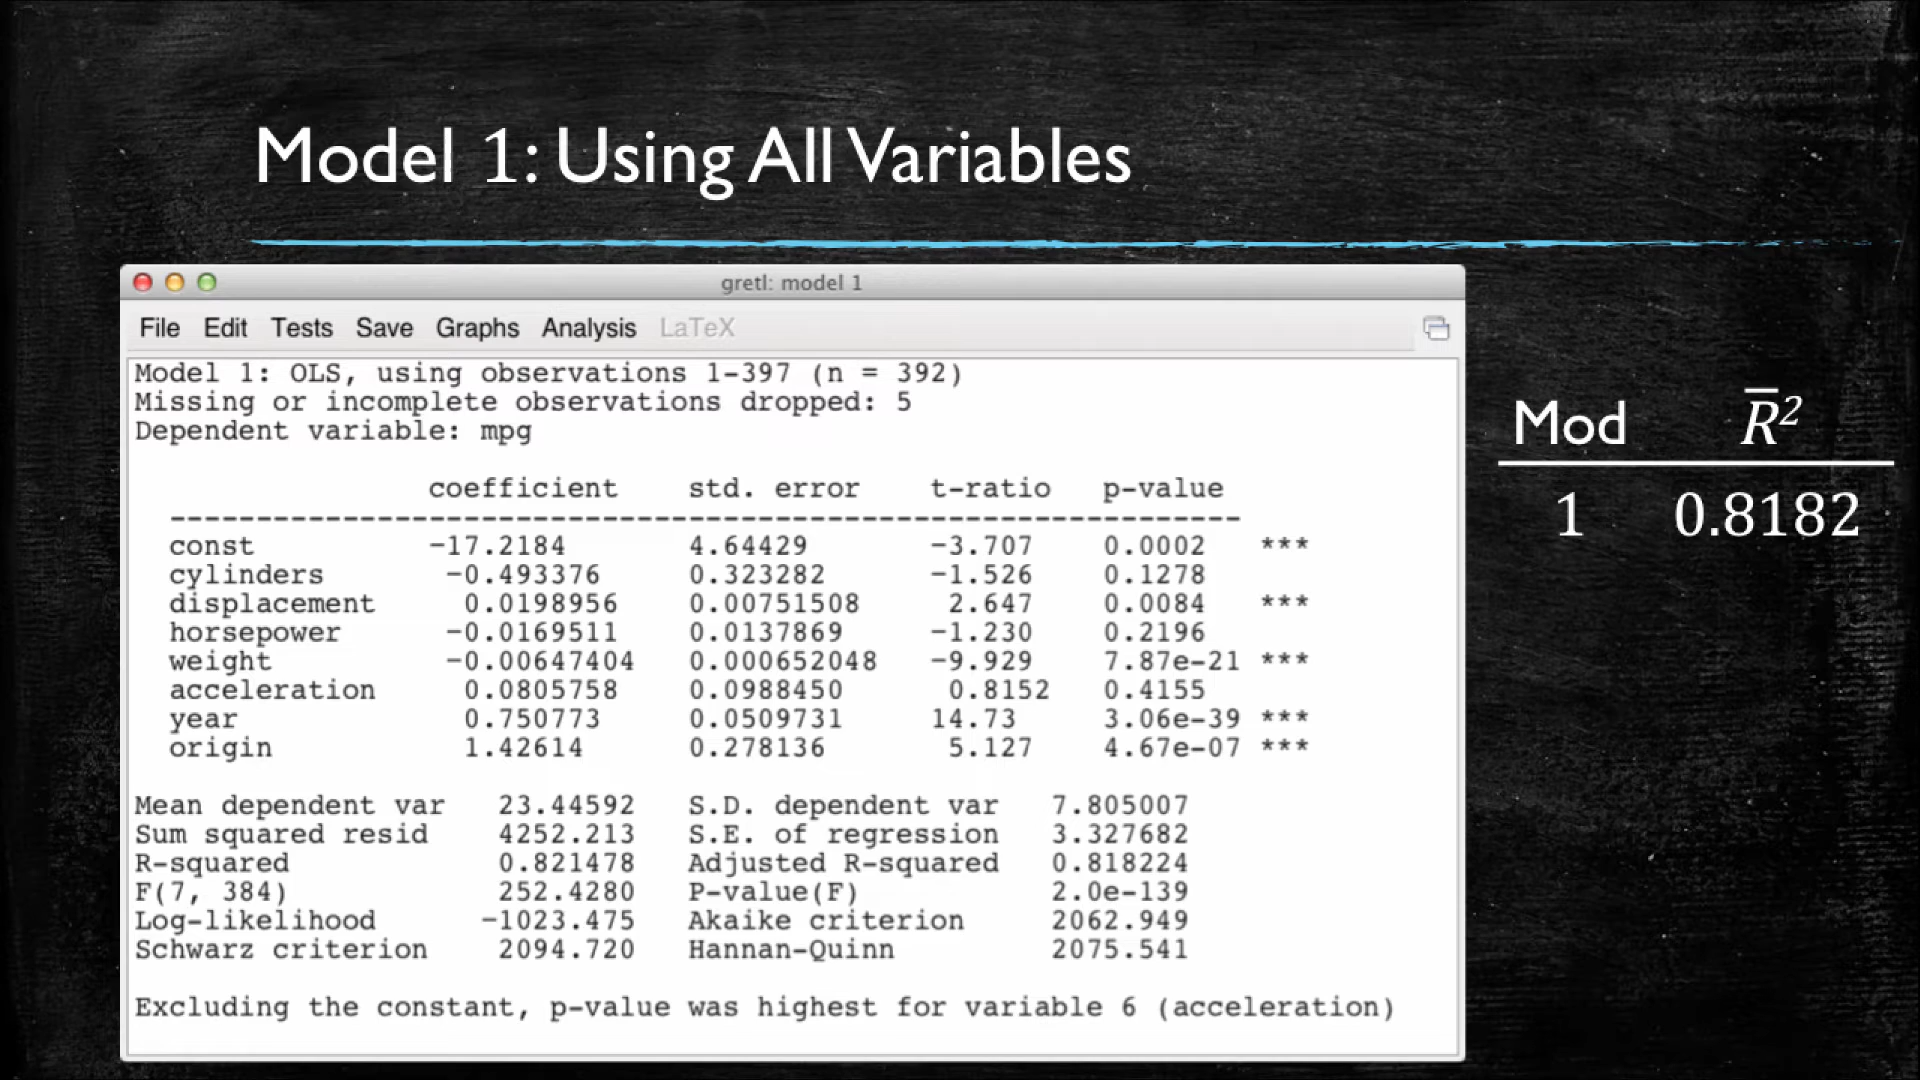 Model 1: Using All Variables
gretl: model 1
File Edit Tests Save Graphs Analysis LaTeX
Model 1: OLS, using observations 1-397 (n = 392)
Missing or incomplete observations dropped: 5
Dependent variable: mpg
coefficient std. error t-ratio p-value
---------------------------------------------------------------
const -17.2184 4.64429 -3.707 0.0002 ***
cylinders -0.493376 0.323282 -1.526 0.1278
displacement 0.0198956 0.00751508 2.647 0.0084 ***
horsepower -0.0169511 0.0137869 -1.230 0.2196
weight -0.00647404 0.000652048 -9.929 7.87e-21 ***
acceleration 0.0805758 0.0988450 0.8152 0.4155
year 0.750773 0.0509731 14.73 3.06e-39 ***
origin 1.42614 0.278136 5.127 4.67e-07 ***
Mean dependent var 23.44592 S.D. dependent var 7.805007
Sum squared resid 4252.213 S.E. of regression 3.327682
R-squared 0.821478 Adjusted R-squared 0.818224
F(7, 384) 252.4280 P-value(F) 2.0e-139
Log-likelihood -1023.475 Akaike criterion 2062.949
Schwarz criterion 2094.720 Hannan-Quinn 2075.541
Excluding the constant, p-value was highest for variable 6 (acceleration)
Mod R̅²
1 0.8182